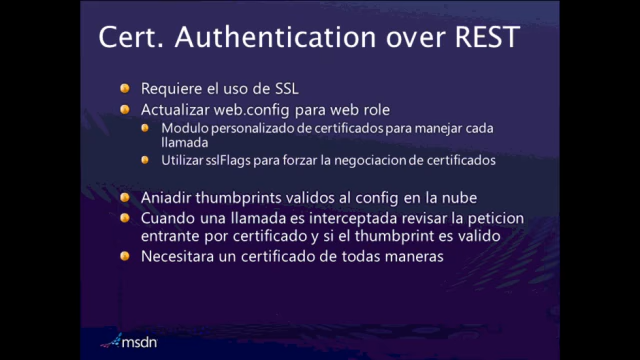 Cert. Authentication over REST
Requiere el uso de SSL
Actualizar web.config para web role
Modulo personalizado de certificados para manejar cada
llamada
Utilizar sslFlags para forzar la negociacion de certificados
Aniadir thumbprints validos al config en la nube
Cuando una llamada es interceptada revisar la peticion
entrante por certificado y si el thumbprint es valido
Necesitara un certificado de todas maneras
msdn